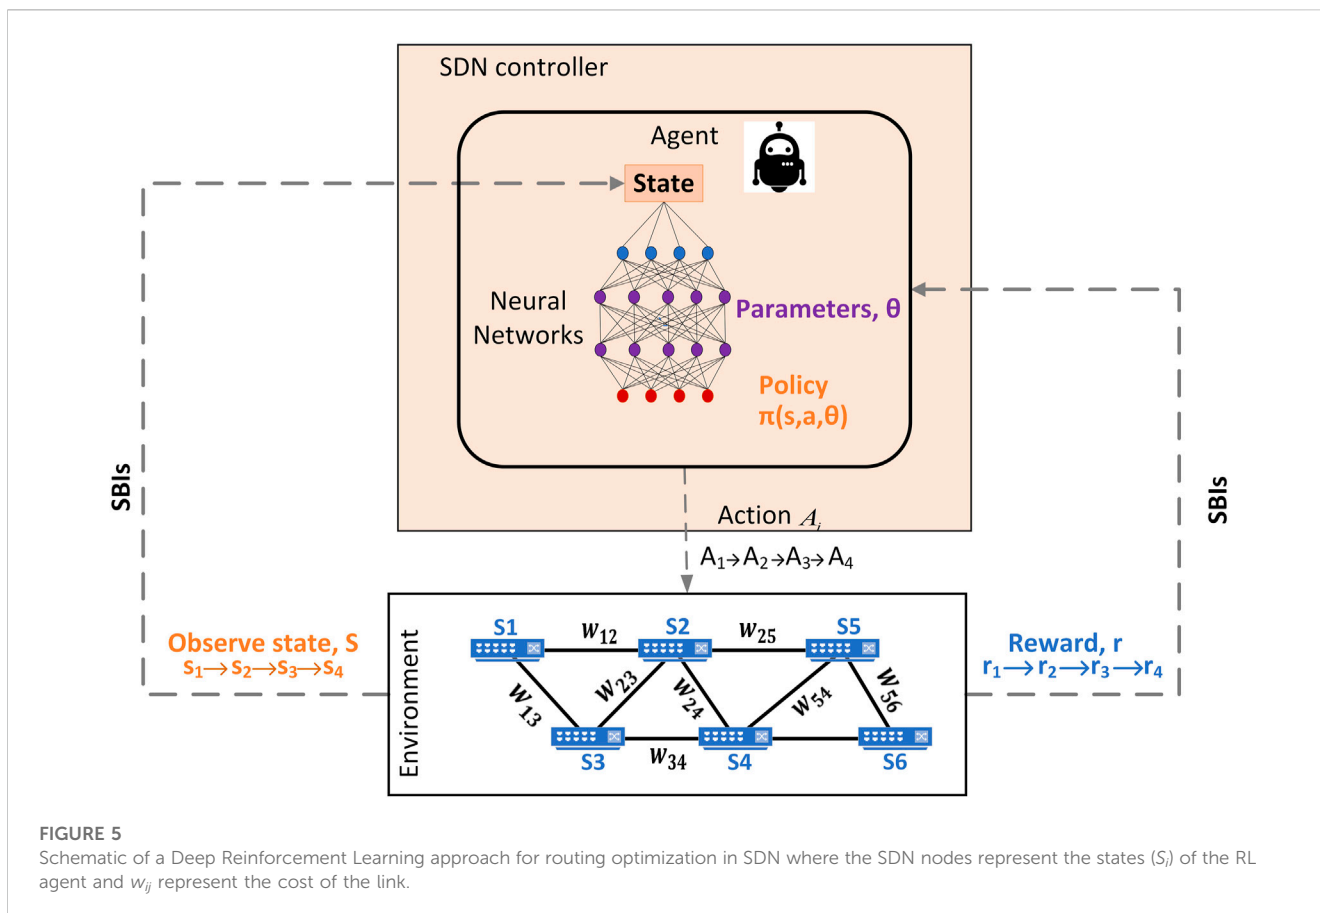 SDN controller
Agent
State
Neural
Networks
Parameters, θ
Policy
π(s,a,θ)
SBIs
SBIs
Action A_i
A₁→A₂→A₃→A₄
Observe state, S
s₁→s₂→s₃→s₄
Reward, r
r₁→r₂→r₃→r₄
Environment
S1
w₁₂
S2
w₂₅
S5
w₁₃
w₂₃
w₂₄
w₅₄
w₅₆
S3
w₃₄
S4
S6
FIGURE 5
Schematic of a Deep Reinforcement Learning approach for routing optimization in SDN where the SDN nodes represent the states (Sᵢ) of the RL
agent and wᵢⱼ represent the cost of the link.